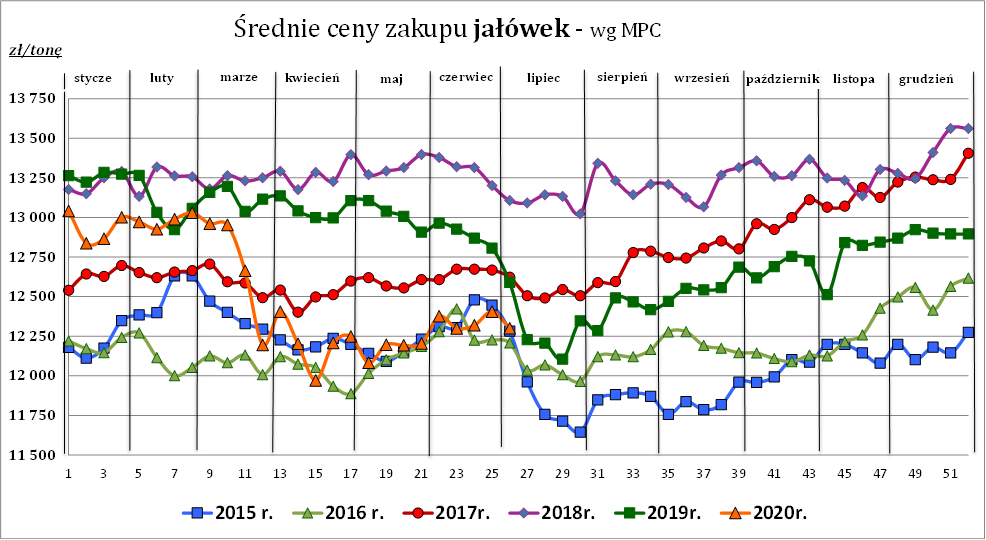 Średnie ceny zakupu jałówek - wg MPC
zł/tonę
stycze luty marze kwiecień maj czerwiec lipiec sierpień wrzesień październik listopa grudzień
13 750
13 500
13 250
13 000
12 750
12 500
12 250
12 000
11 750
11 500
1 3 5 7 9 11 13 15 17 19 21 23 25 27 29 31 33 35 37 39 41 43 45 47 49 51
2015 r. 2016 r. 2017r. 2018r. 2019r. 2020r.